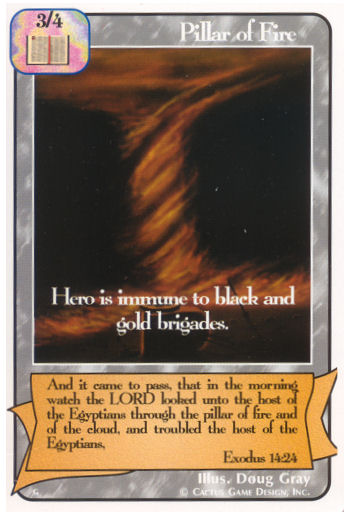 3/4
Pillar of Fire
Hero is immune to black and
gold brigades.
And it came to pass, that in the morning
watch the LORD looked unto the host of
the Egyptians through the pillar of fire and
of the cloud, and troubled the host of the
Egyptians,
Exodus 14:24
Illus. Doug Gray
G
© Cactus Game Design, Inc.